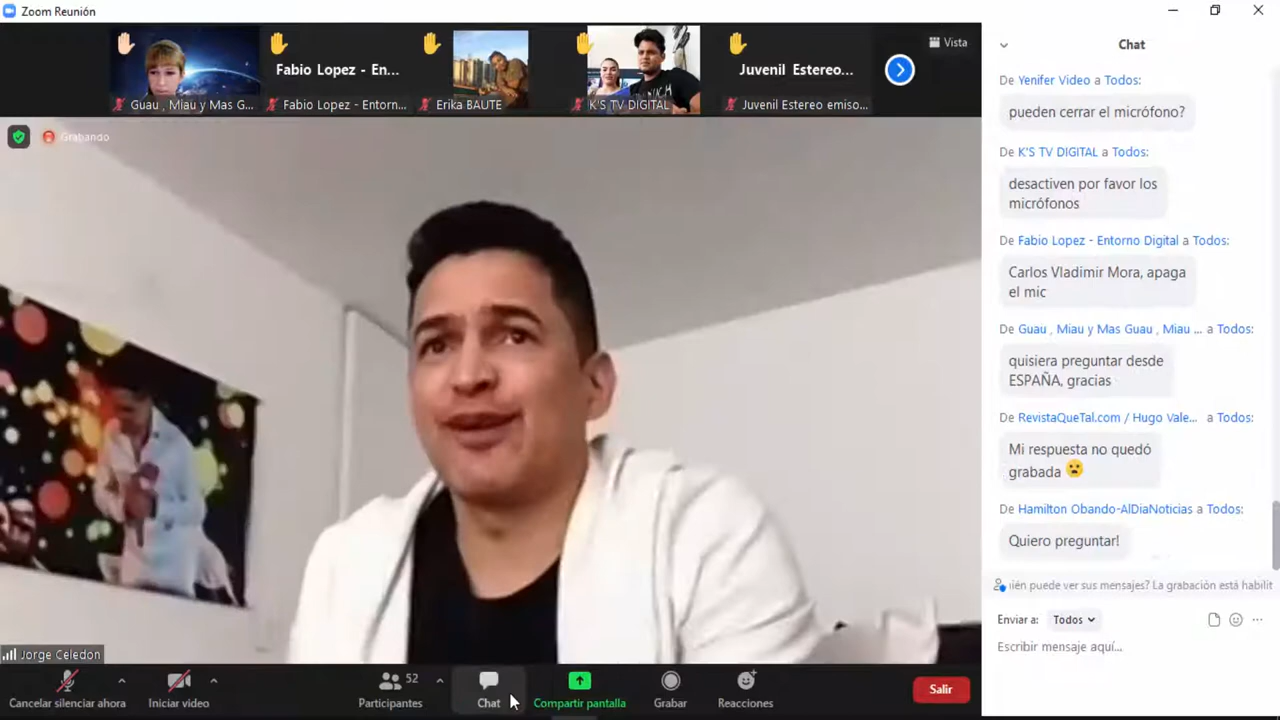 Zoom Reunión
Guau , Miau y Mas G...
Fabio Lopez - En...
Fabio Lopez - Entorn...
Erika BAUTE
K'S TV DIGITAL
Juvenil Estereo...
Juvenil Estereo emiso...
Vista
Grabando
Jorge Celedon
Cancelar silenciar ahora
Iniciar video
52
Participantes
Chat
Compartir pantalla
Grabar
Reacciones
Salir
Chat
De Yenifer Video a Todos:
pueden cerrar el micrófono?
De K'S TV DIGITAL a Todos:
desactiven por favor los
micrófonos
De Fabio Lopez - Entorno Digital a Todos:
Carlos Vladimir Mora, apaga
el mic
De Guau , Miau y Mas Guau , Miau ... a Todos:
quisiera preguntar desde
ESPAÑA, gracias
De RevistaQueTal.com / Hugo Vale... a Todos:
Mi respuesta no quedó
grabada
De Hamilton Obando-AlDiaNoticias a Todos:
Quiero preguntar!
ién puede ver sus mensajes? La grabación está habilit
Enviar a: Todos
Escribir mensaje aquí...